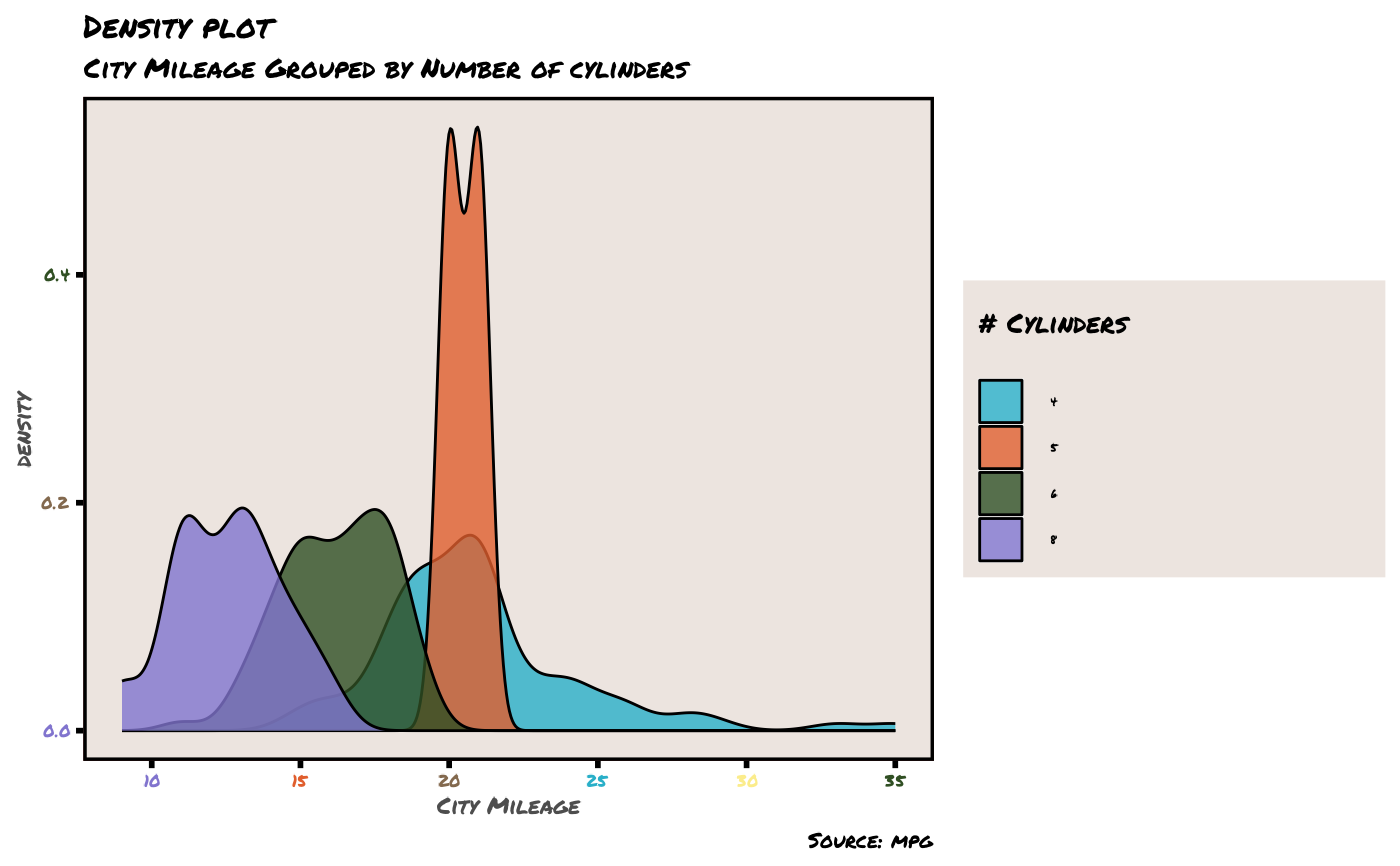 Density plot
City Mileage Grouped by Number of cylinders
0.4
0.2
0.0
density
10 15 20 25 30 35
City Mileage
Source: mpg
# Cylinders
4
5
6
8